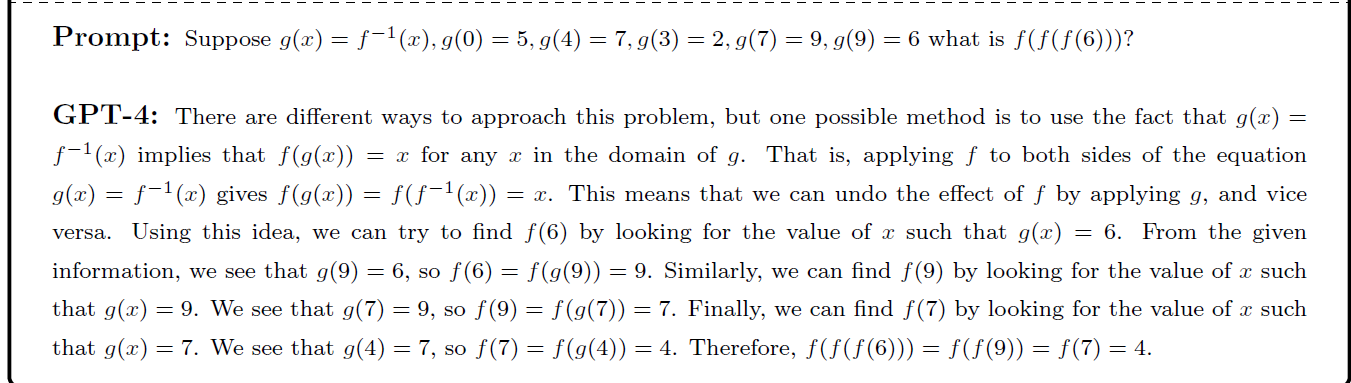 Prompt: Suppose g(x) = f⁻¹(x), g(0) = 5, g(4) = 7, g(3) = 2, g(7) = 9, g(9) = 6 what is f(f(f(6)))?
GPT-4: There are different ways to approach this problem, but one possible method is to use the fact that g(x) =
f⁻¹(x) implies that f(g(x)) = x for any x in the domain of g. That is, applying f to both sides of the equation
g(x) = f⁻¹(x) gives f(g(x)) = f(f⁻¹(x)) = x. This means that we can undo the effect of f by applying g, and vice
versa. Using this idea, we can try to find f(6) by looking for the value of x such that g(x) = 6. From the given
information, we see that g(9) = 6, so f(6) = f(g(9)) = 9. Similarly, we can find f(9) by looking for the value of x such
that g(x) = 9. We see that g(7) = 9, so f(9) = f(g(7)) = 7. Finally, we can find f(7) by looking for the value of x such
that g(x) = 7. We see that g(4) = 7, so f(7) = f(g(4)) = 4. Therefore, f(f(f(6))) = f(f(9)) = f(7) = 4.